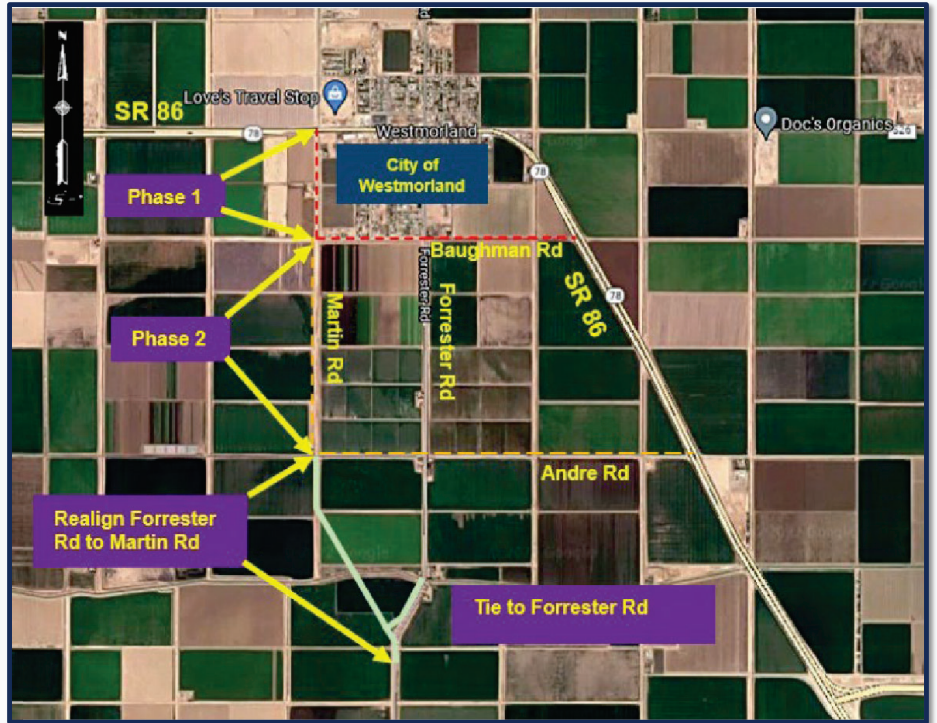 N
Rd
SR 86
Love's Travel Stop
78
Westmorland
Doc's Organics
S26
City of
Westmorland
78
S
Phase 1
Baughman Rd
Forrester Rd
78
SR 86
Martin Rd
Forrester Rd
Phase 2
Andre Rd
Realign Forrester
Rd to Martin Rd
Tie to Forrester Rd